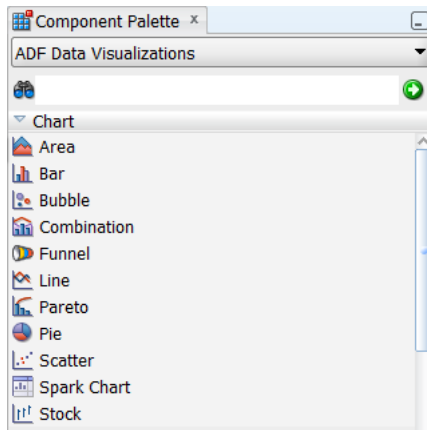 Component Palette
ADF Data Visualizations
Chart
Area
Bar
Bubble
Combination
Funnel
Line
Pareto
Pie
Scatter
Spark Chart
Stock